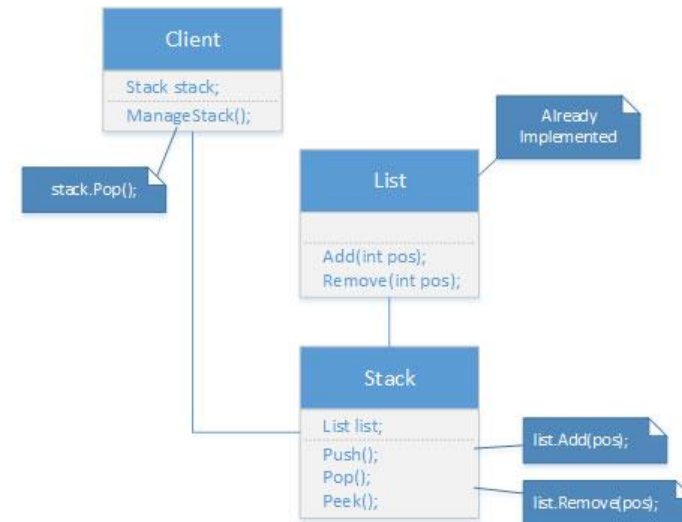 Client
Stack stack;
ManageStack();
stack.Pop();
Already
Implemented
List
Add(int pos);
Remove(int pos);
Stack
List list;
Push();
Pop();
Peek();
list.Add(pos);
list.Remove(pos);